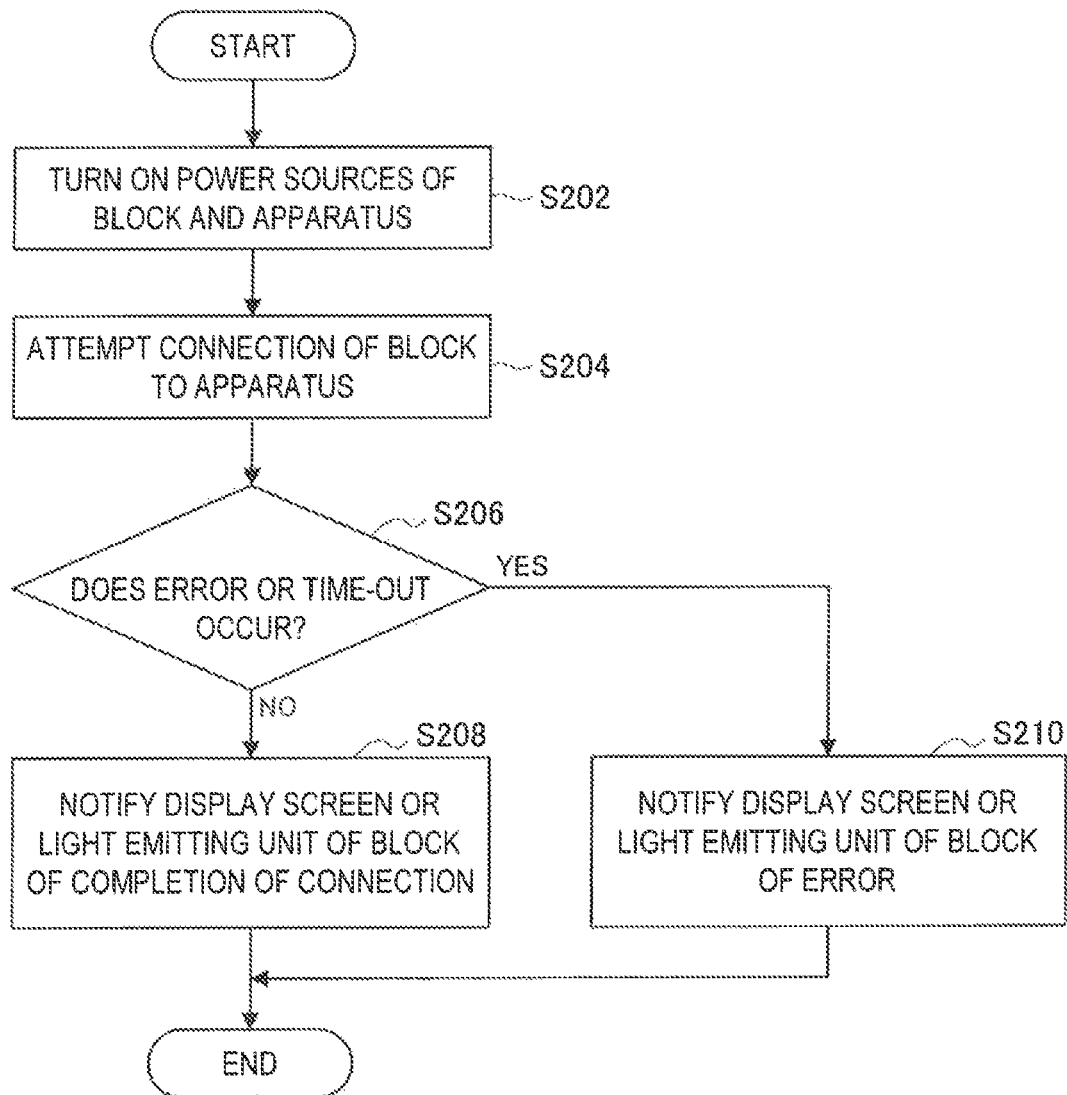 START
TURN ON POWER SOURCES OF
BLOCK AND APPARATUS
S202
ATTEMPT CONNECTION OF BLOCK
TO APPARATUS
S204
S206
DOES ERROR OR TIME-OUT
OCCUR?
YES
NO
S208
NOTIFY DISPLAY SCREEN OR
LIGHT EMITTING UNIT OF BLOCK
OF COMPLETION OF CONNECTION
S210
NOTIFY DISPLAY SCREEN OR
LIGHT EMITTING UNIT OF BLOCK
OF ERROR
END